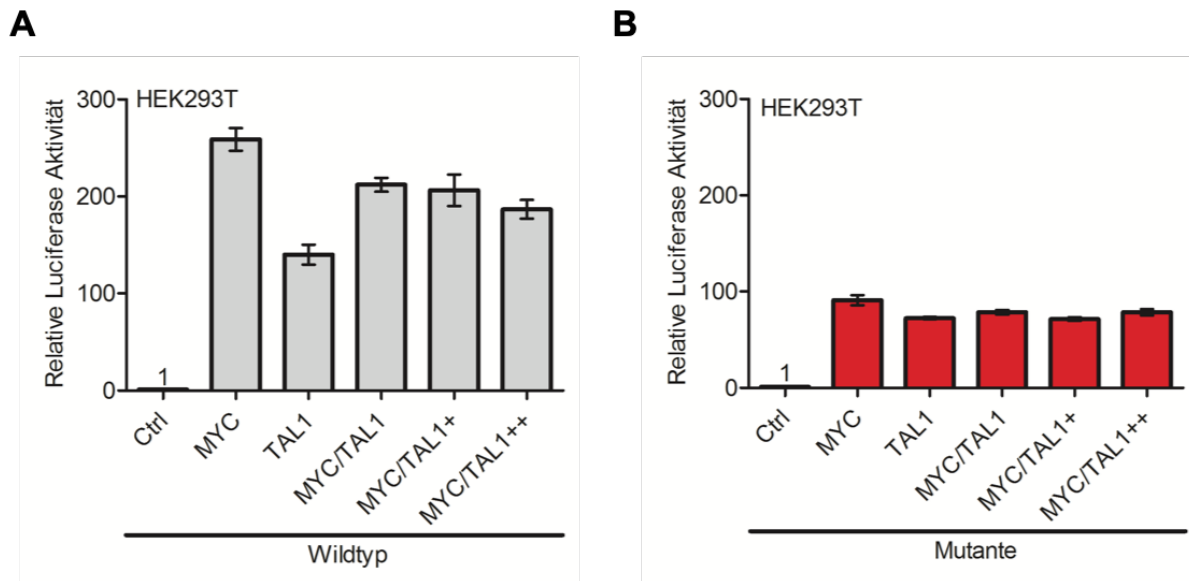 A
Relative Luciferase Aktivität
300
200
100
0
HEK293T
1
Ctrl
MYC
TAL1
MYC/TAL1
MYC/TAL1+
MYC/TAL1++
Wildtyp
B
Relative Luciferase Aktivität
300
200
100
0
HEK293T
1
Ctrl
MYC
TAL1
MYC/TAL1
MYC/TAL1+
MYC/TAL1++
Mutante